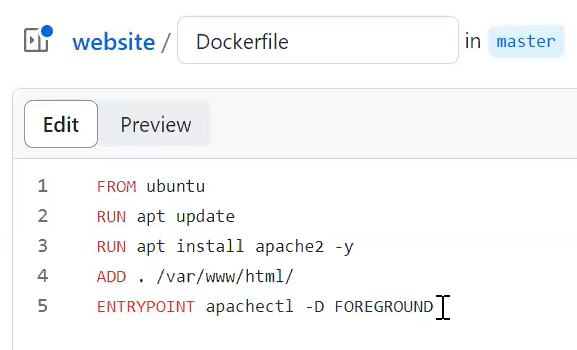 website / Dockerfile in master
Edit Preview
1 FROM ubuntu
2 RUN apt update
3 RUN apt install apache2 -y
4 ADD . /var/www/html/
5 ENTRYPOINT apachectl -D FOREGROUND